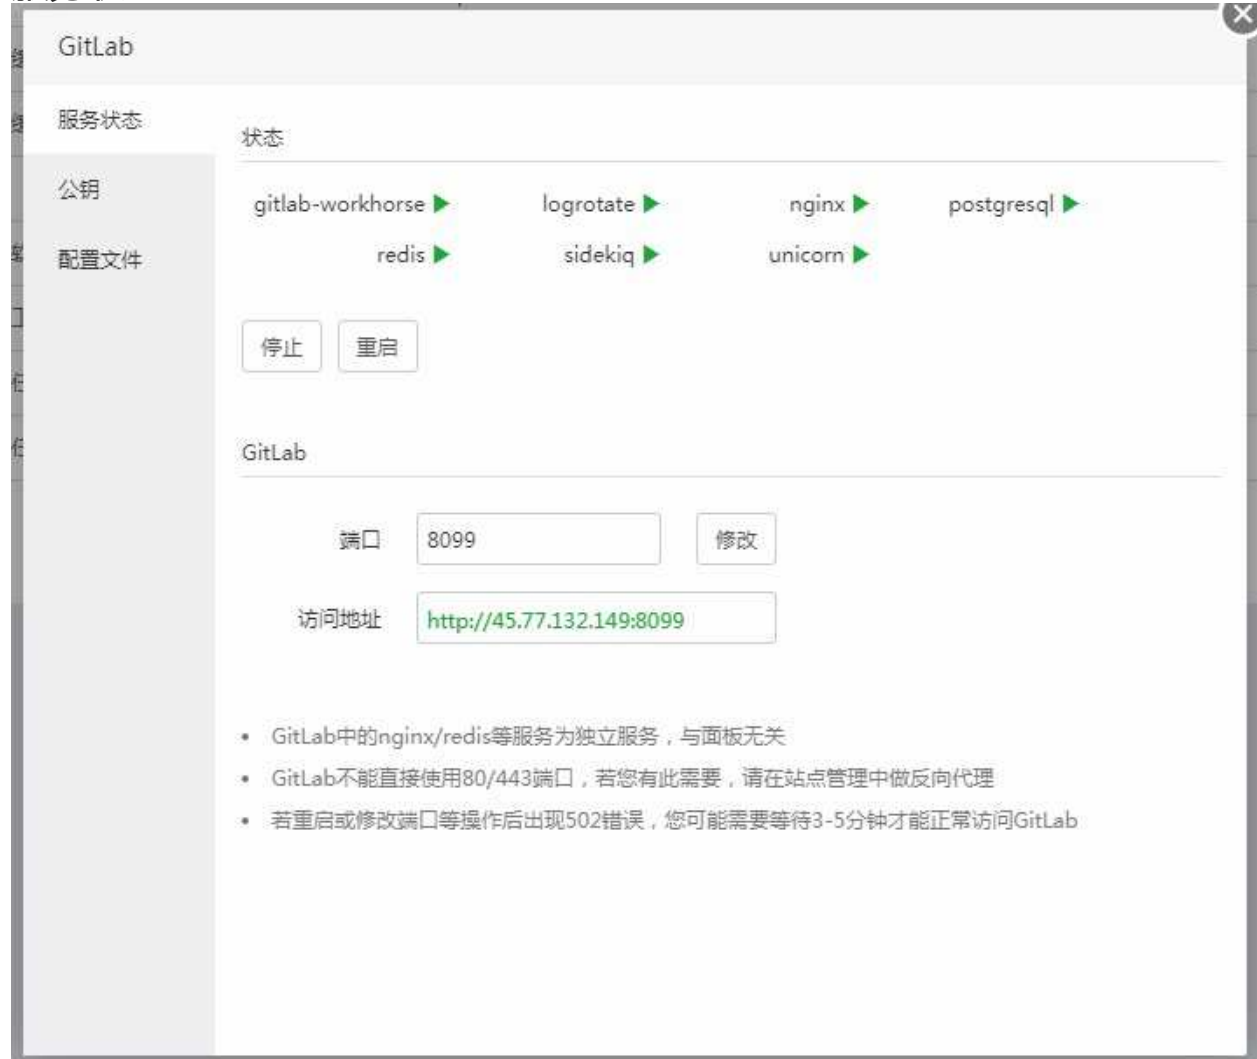 GitLab
服务状态
公钥
配置文件
状态
gitlab-workhorse logrotate nginx postgresql
redis sidekiq unicorn
停止 重启
GitLab
端口 8099 修改
访问地址 http://45.77.132.149:8099
• GitLab中的nginx/redis等服务为独立服务，与面板无关
• GitLab不能直接使用80/443端口，若您有此需要，请在站点管理中做反向代理
• 若重启或修改端口等操作后出现502错误，您可能需要等待3-5分钟才能正常访问GitLab